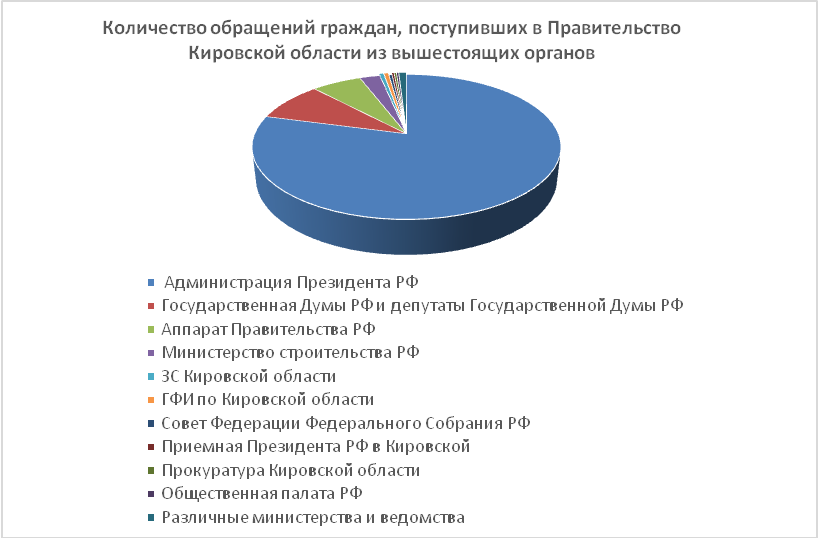 Количество обращений граждан, поступивших в Правительство
Кировской области из вышестоящих органов
Администрация Президента РФ
Государственная Думы РФ и депутаты Государственной Думы РФ
Аппарат Правительства РФ
Министерство строительства РФ
ЗС Кировской области
ГФИ по Кировской области
Совет Федерации Федерального Собрания РФ
Приемная Президента РФ в Кировской
Прокуратура Кировской области
Общественная палата РФ
Различные министерства и ведомства